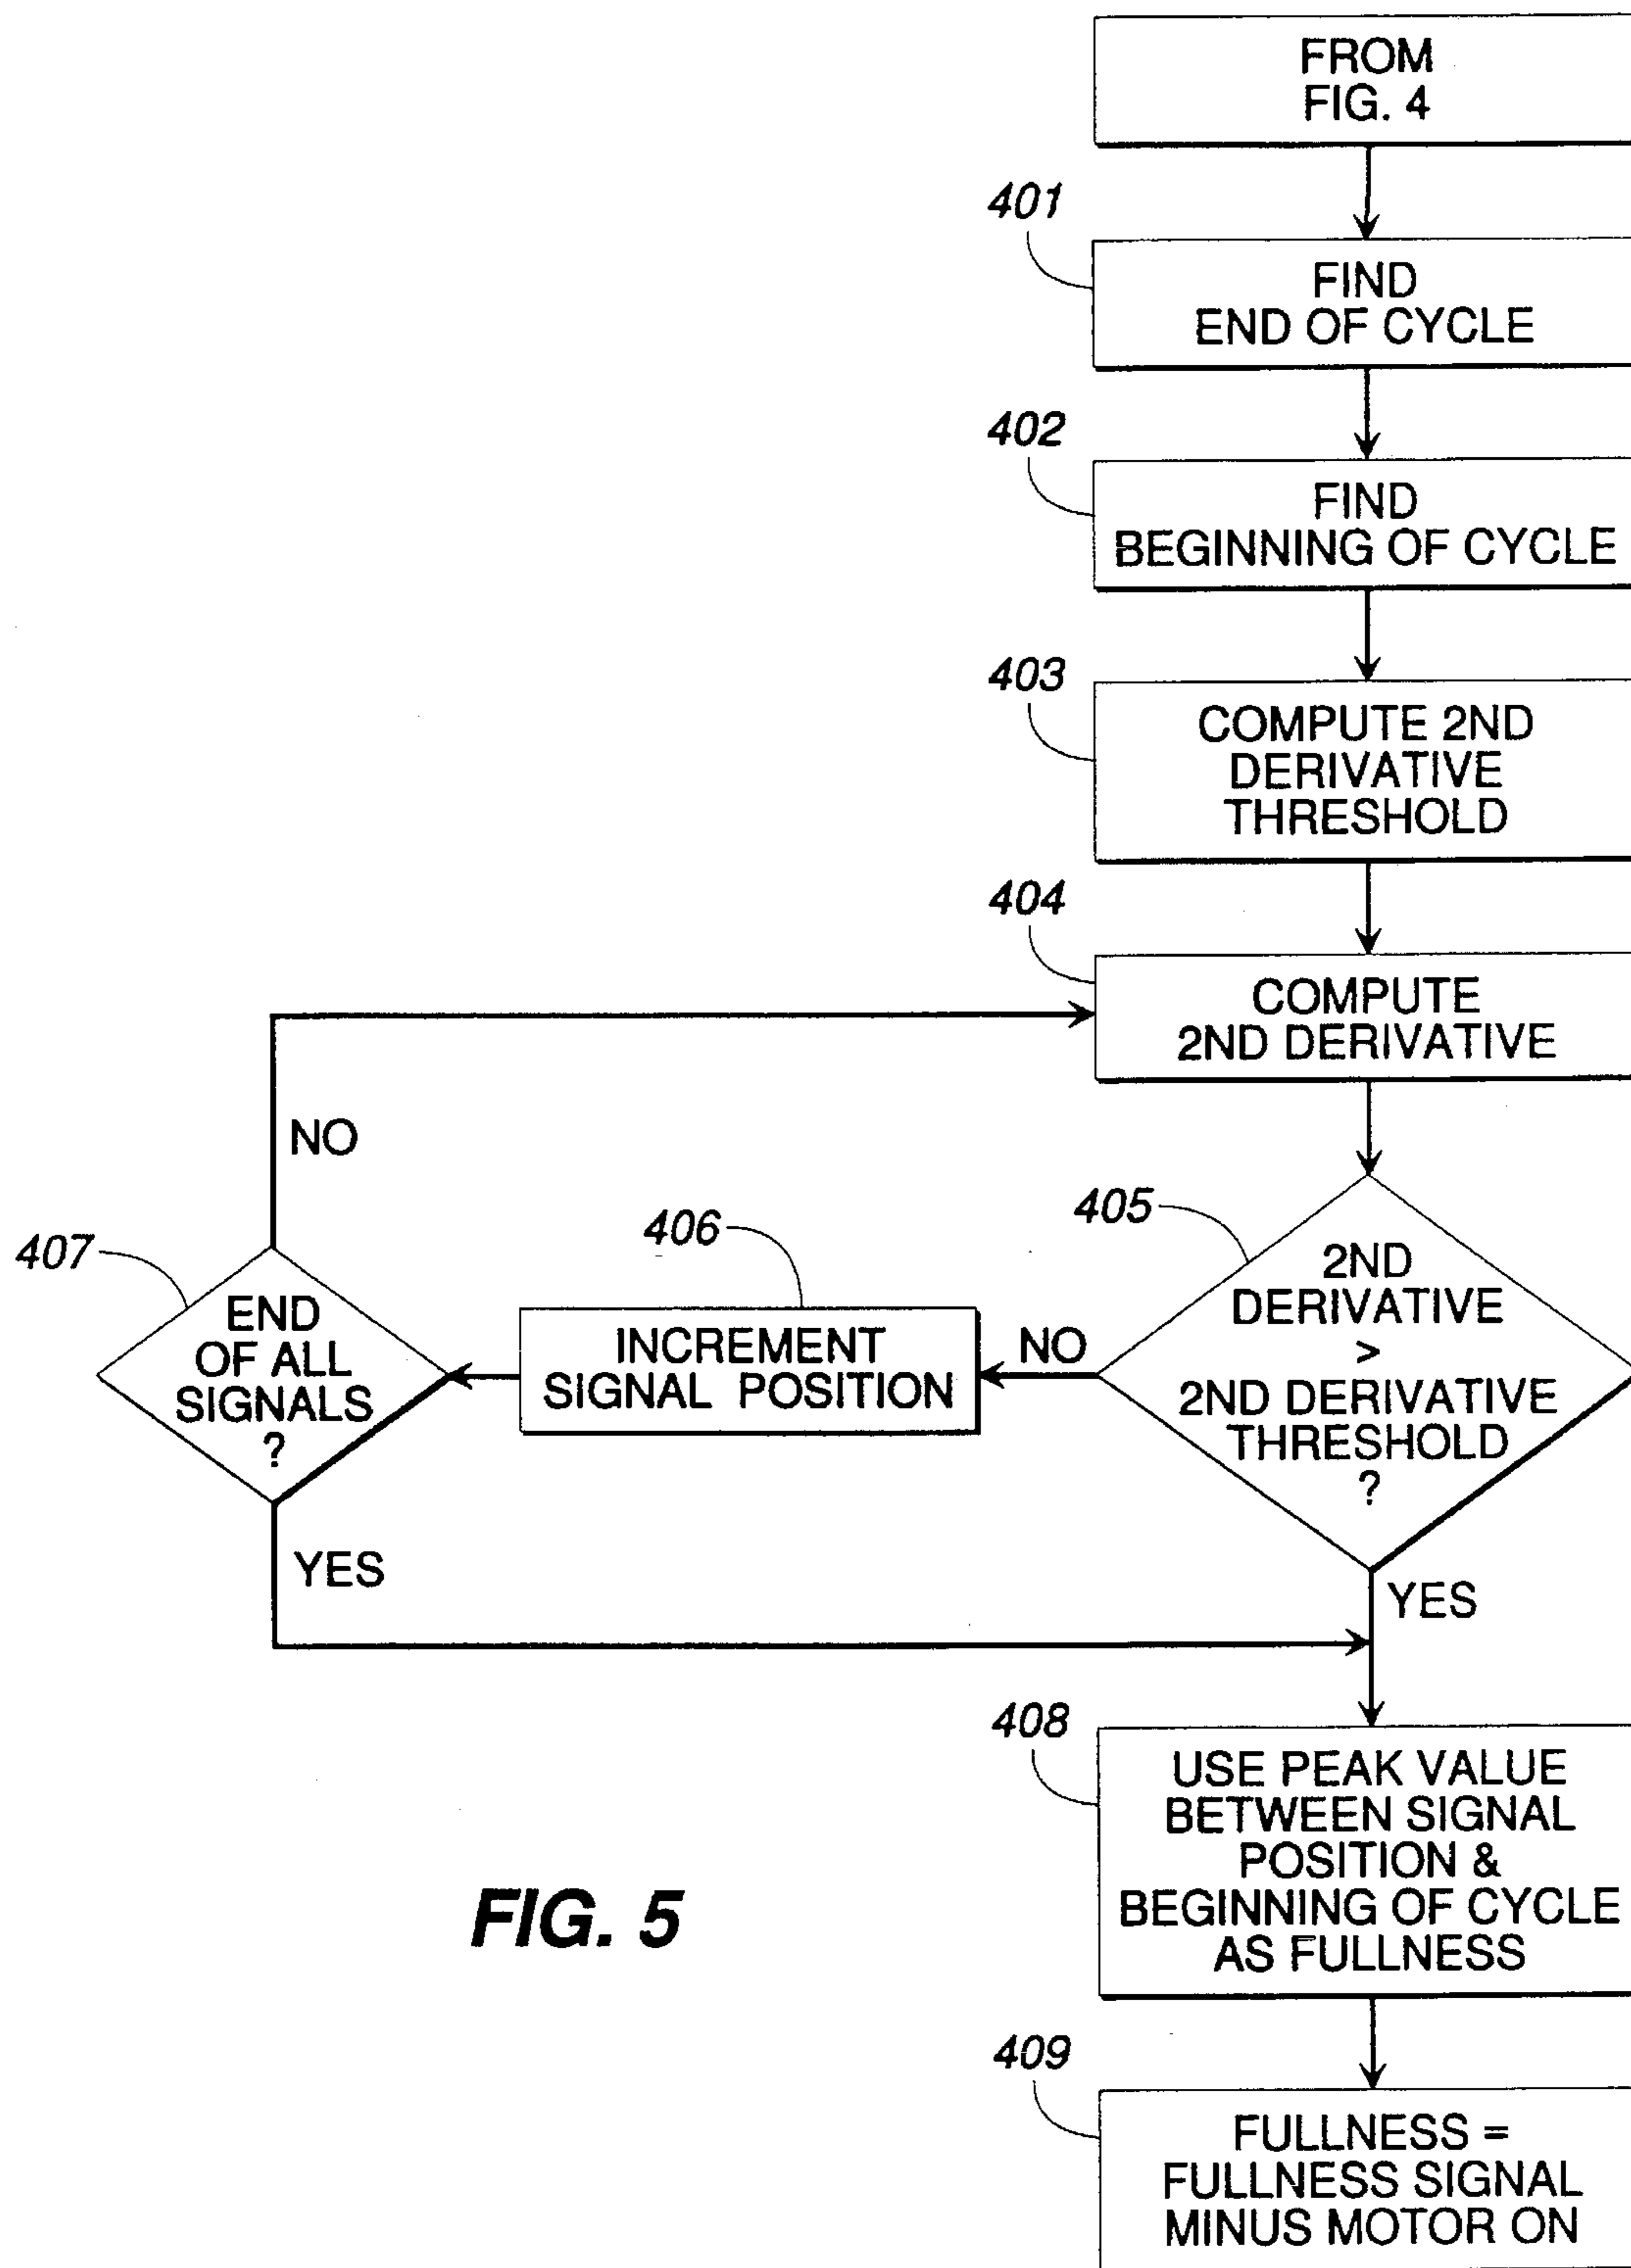 FROM
FIG. 4
401
FIND
END OF CYCLE
402
FIND
BEGINNING OF CYCLE
403
COMPUTE 2ND
DERIVATIVE
THRESHOLD
404
COMPUTE
2ND DERIVATIVE
NO
405
2ND
DERIVATIVE
>
2ND DERIVATIVE
THRESHOLD
?
NO
406
INCREMENT
SIGNAL POSITION
407
END
OF ALL
SIGNALS
?
YES
YES
408
USE PEAK VALUE
BETWEEN SIGNAL
POSITION &
BEGINNING OF CYCLE
AS FULLNESS
FIG. 5
409
FULLNESS =
FULLNESS SIGNAL
MINUS MOTOR ON